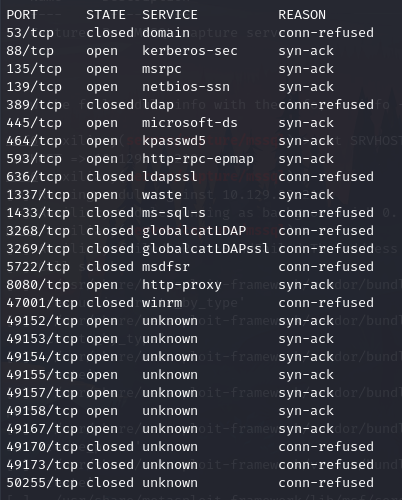 PORT STATE SERVICE REASON
53/tcp closed domain conn-refused
88/tcp open kerberos-sec syn-ack
135/tcp open msrpc syn-ack
139/tcp open netbios-ssn syn-ack
389/tcp closed ldap conn-refused
445/tcp open microsoft-ds syn-ack
464/tcp open kpasswd5 syn-ack
593/tcp open http-rpc-epmap syn-ack
636/tcp closed ldapssl conn-refused
1337/tcp open waste syn-ack
1433/tcp closed ms-sql-s conn-refused
3268/tcp closed globalcatLDAP conn-refused
3269/tcp closed globalcatLDAPssl conn-refused
5722/tcp closed msdfsr conn-refused
8080/tcp open http-proxy syn-ack
47001/tcp closed winrm conn-refused
49152/tcp open unknown syn-ack
49153/tcp open unknown syn-ack
49154/tcp open unknown syn-ack
49155/tcp open unknown syn-ack
49157/tcp open unknown syn-ack
49158/tcp open unknown syn-ack
49167/tcp open unknown syn-ack
49170/tcp closed unknown conn-refused
49173/tcp closed unknown conn-refused
50255/tcp closed unknown conn-refused